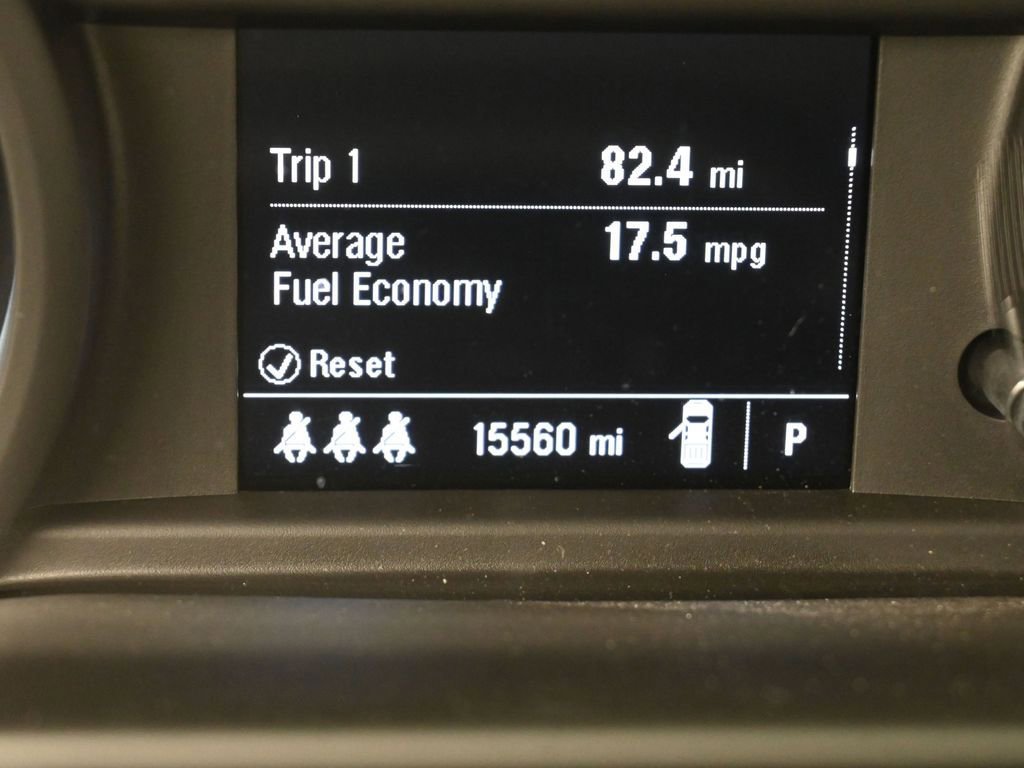 Trip 1 82.4 mi
Average 17.5 mpg
Fuel Economy
Reset
15560 mi P